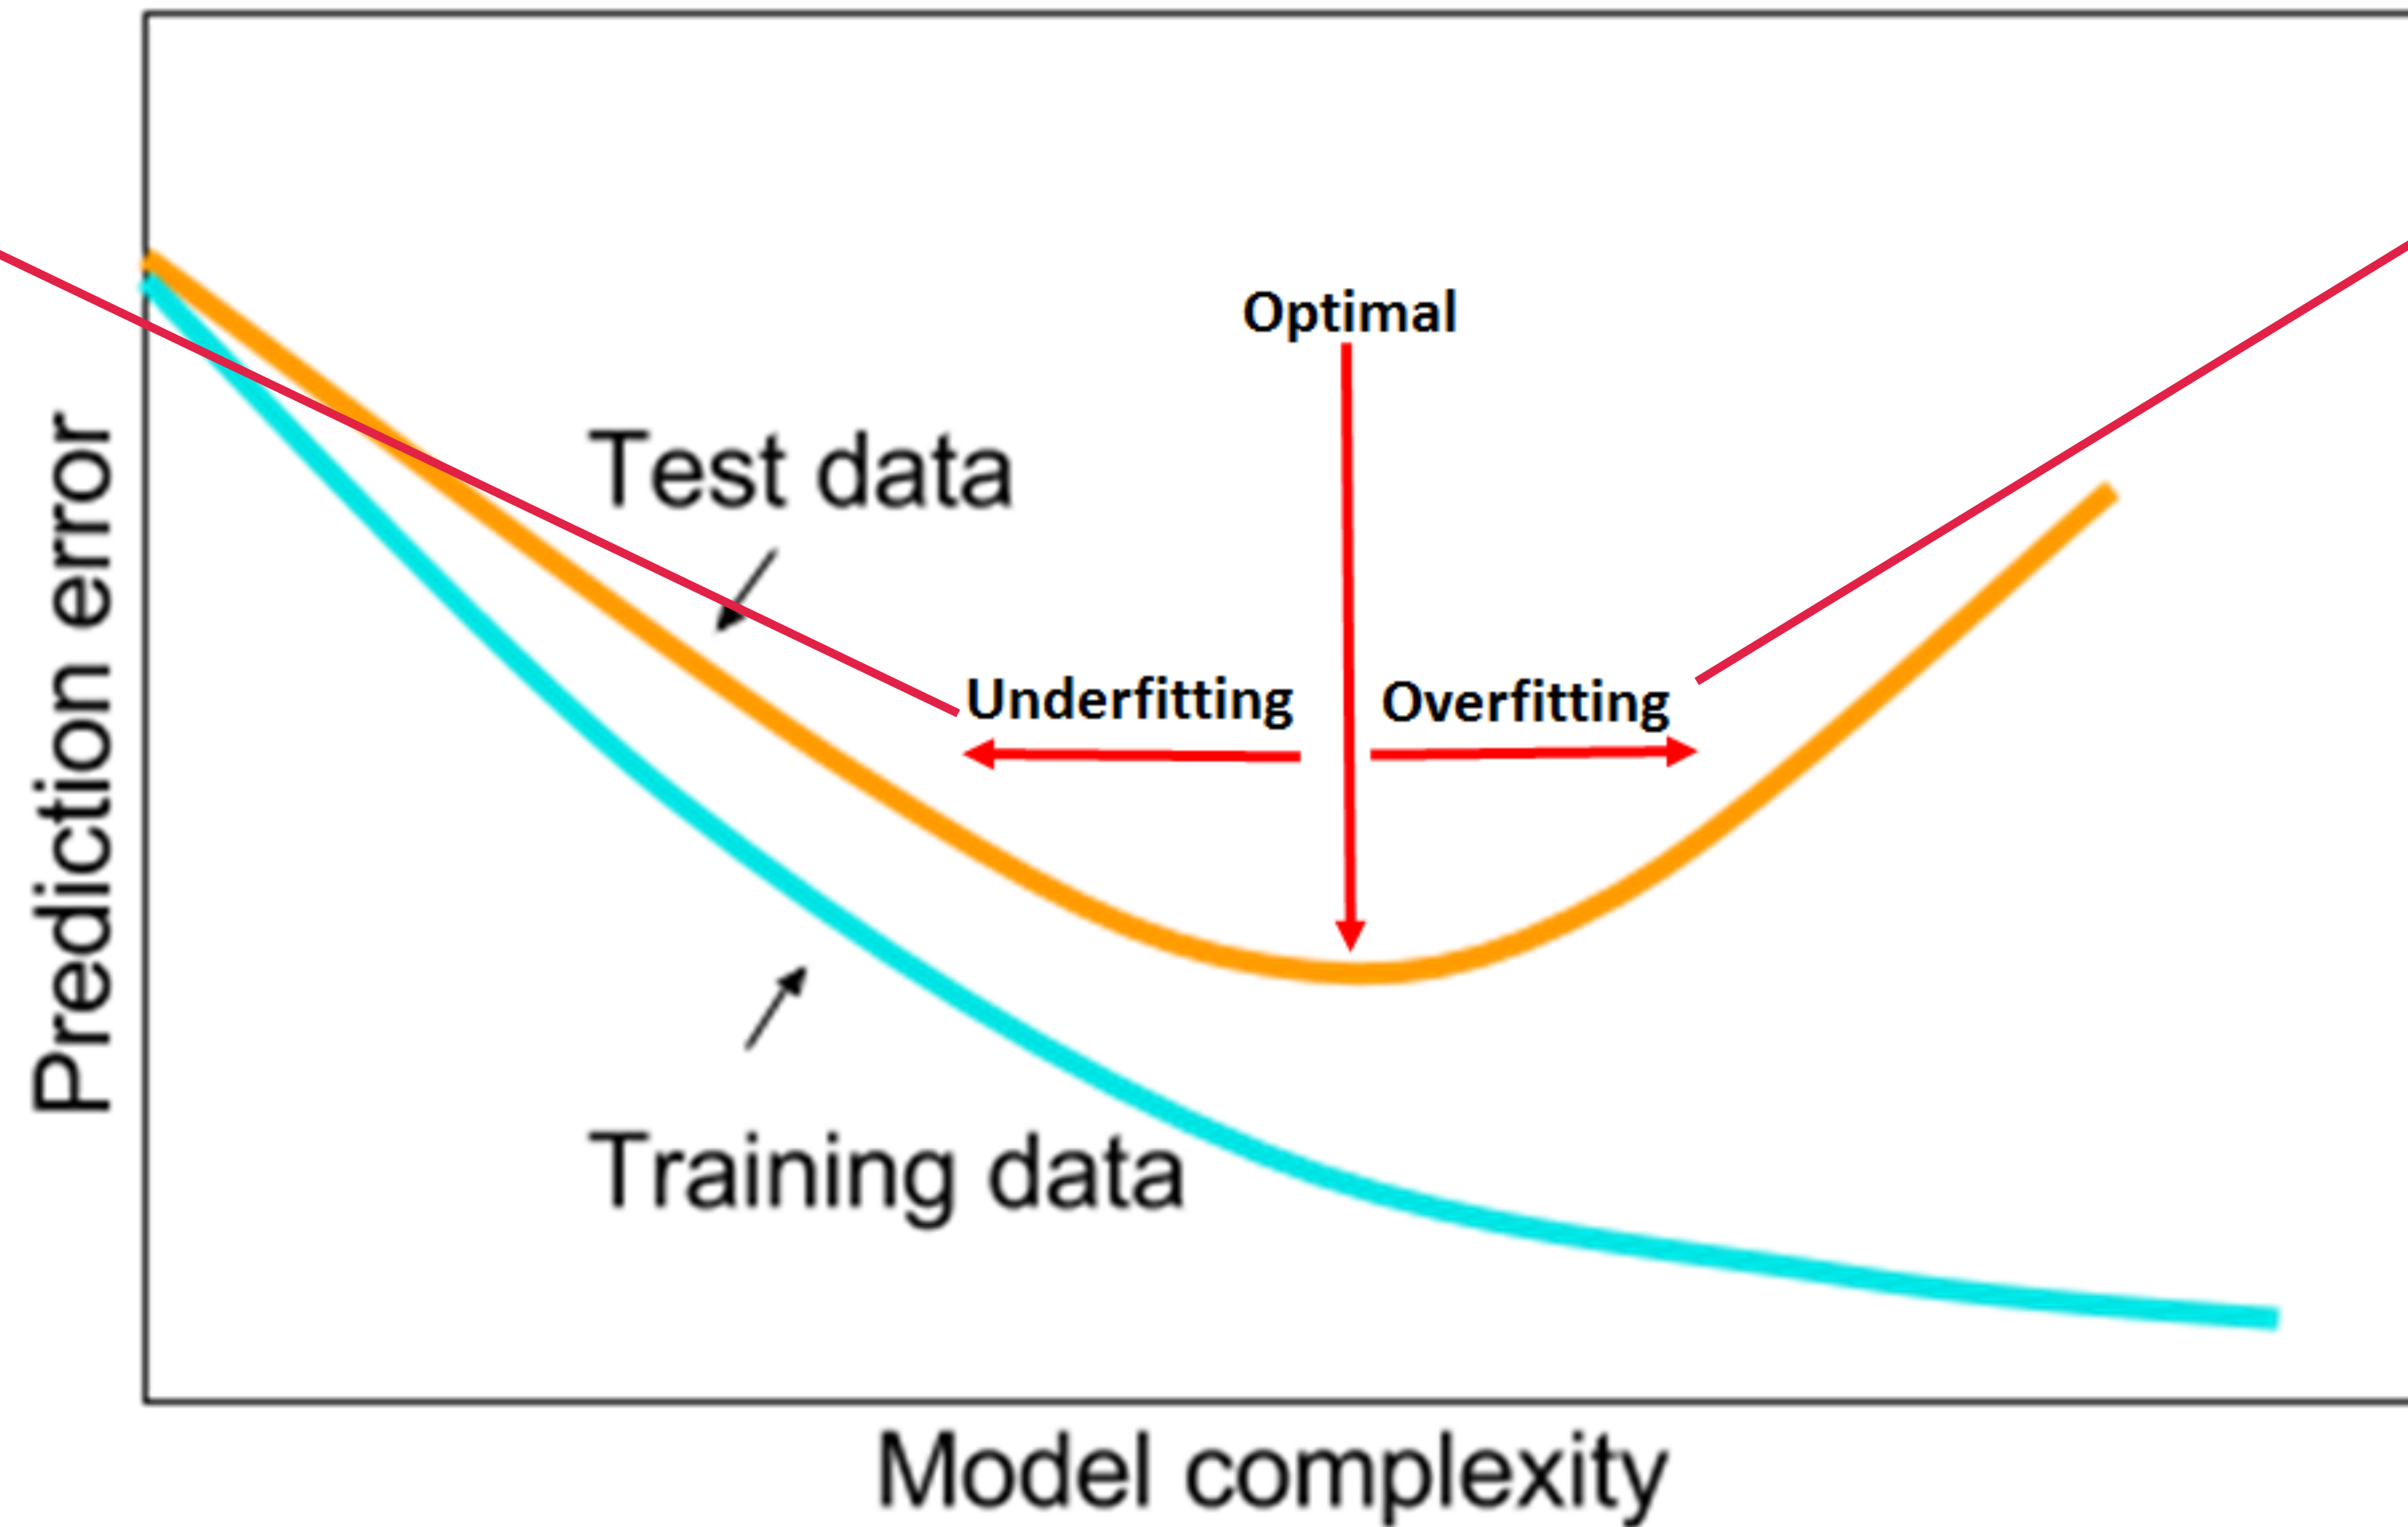 Optimal
Test data
Underfitting
Overfitting
Prediction error
Training data
Model complexity